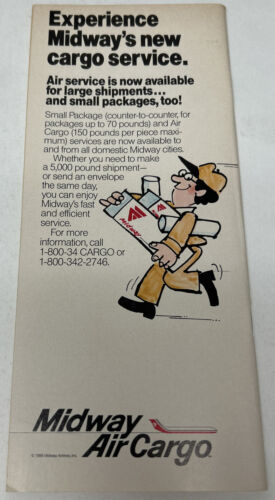 Experience
Midway's new
cargo service.
Air service is now available
for large shipments...
and small packages, too!
Small Package (counter-to-counter, for
packages up to 70 pounds) and Air
Cargo (150 pounds per piece maxi-
mum) services are now available to
and from all domestic Midway cities.
Whether you need to make
a 5,000 pound shipment–
or send an envelope
the same day,
you can enjoy
Midway's fast
and efficient
service.
For more
information, call
1-800-34 CARGO or
1-800-342-2746.
MIDWAY
Midway
Air Cargo
Midway Airlines, Inc.